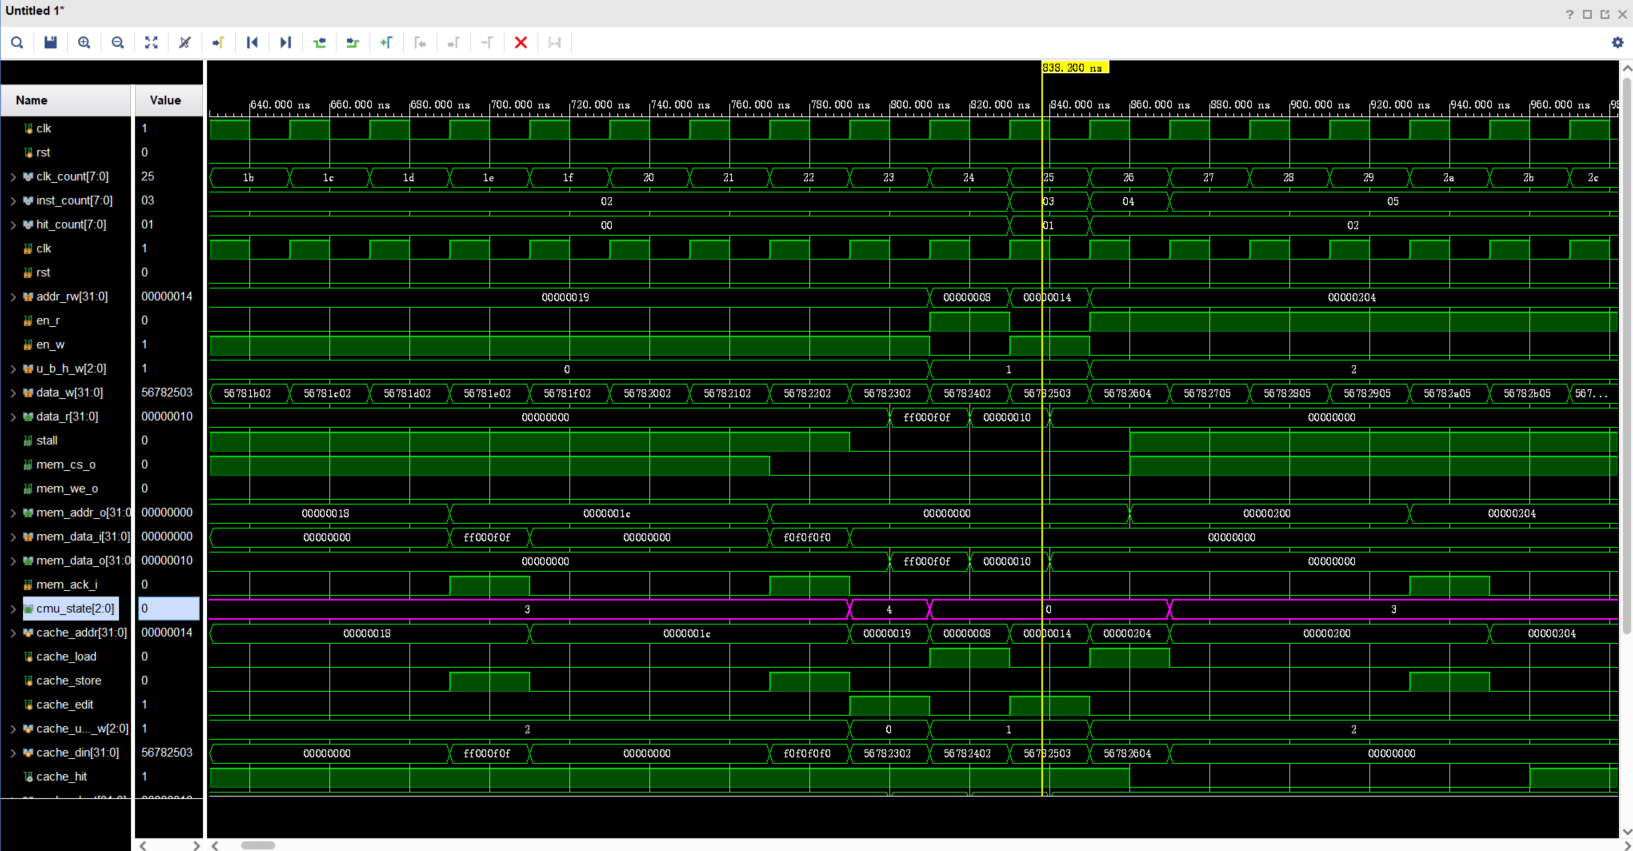 Untitled 1*
838.200 ns
Name Value
640.000 ns 660.000 ns 680.000 ns 700.000 ns 720.000 ns 740.000 ns 760.000 ns 780.000 ns 800.000 ns 820.000 ns 840.000 ns 860.000 ns 880.000 ns 900.000 ns 920.000 ns 940.000 ns 960.000 ns
clk 1
rst 0
clk_count[7:0] 25 1b 1c 1d 1e 1f 20 21 22 23 24 25 26 27 28 29 2a 2b 2c
inst_count[7:0] 03 02 03 04 05
hit_count[7:0] 01 00 01 02
clk 1
rst 0
addr_rw[31:0] 00000014 00000019 00000008 00000014 00000204
en_r 0
en_w 1
u_b_h_w[2:0] 1 0 1 2
data_w[31:0] 56782503 56781b02 56781c02 56781d02 56781e02 56781f02 56782002 56782102 56782202 56782302 56782402 56782503 56782604 56782705 56782805 56782905 56782a05 56782b05 567...
data_r[31:0] 00000010 00000000 ff000f0f 00000010 00000000
stall 0
mem_cs_o 0
mem_we_o 0
mem_addr_o[31:0 00000000 00000018 0000001c 00000000 00000200 00000204
mem_data_i[31:0] 00000000 00000000 ff000f0f 00000000 f0f0f0f0 00000000
mem_data_o[31:0 00000010 00000000 ff000f0f 00000010 00000000
mem_ack_i 0
cmu_state[2:0] 0 3 4 0 3
cache_addr[31:0] 00000014 00000018 0000001c 00000019 00000008 00000014 00000204 00000200 00000204
cache_load 0
cache_store 0
cache_edit 1
cache_u..._w[2:0] 1 2 0 1 2
cache_din[31:0] 56782503 00000000 ff000f0f 00000000 f0f0f0f0 56782302 56782402 56782503 56782604 00000000
cache_hit 1